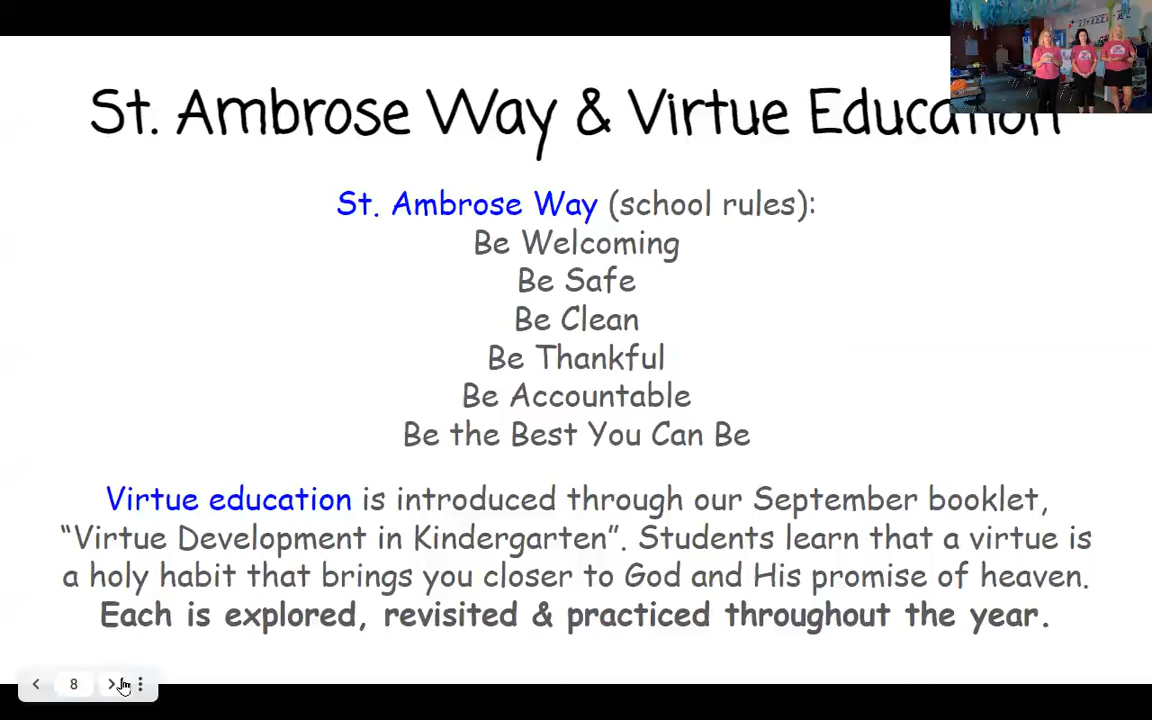 St. Ambrose Way & Virtue Education
St. Ambrose Way (school rules):
Be Welcoming
Be Safe
Be Clean
Be Thankful
Be Accountable
Be the Best You Can Be
Virtue education is introduced through our September booklet,
“Virtue Development in Kindergarten”. Students learn that a virtue is
a holy habit that brings you closer to God and His promise of heaven.
Each is explored, revisited & practiced throughout the year.
8